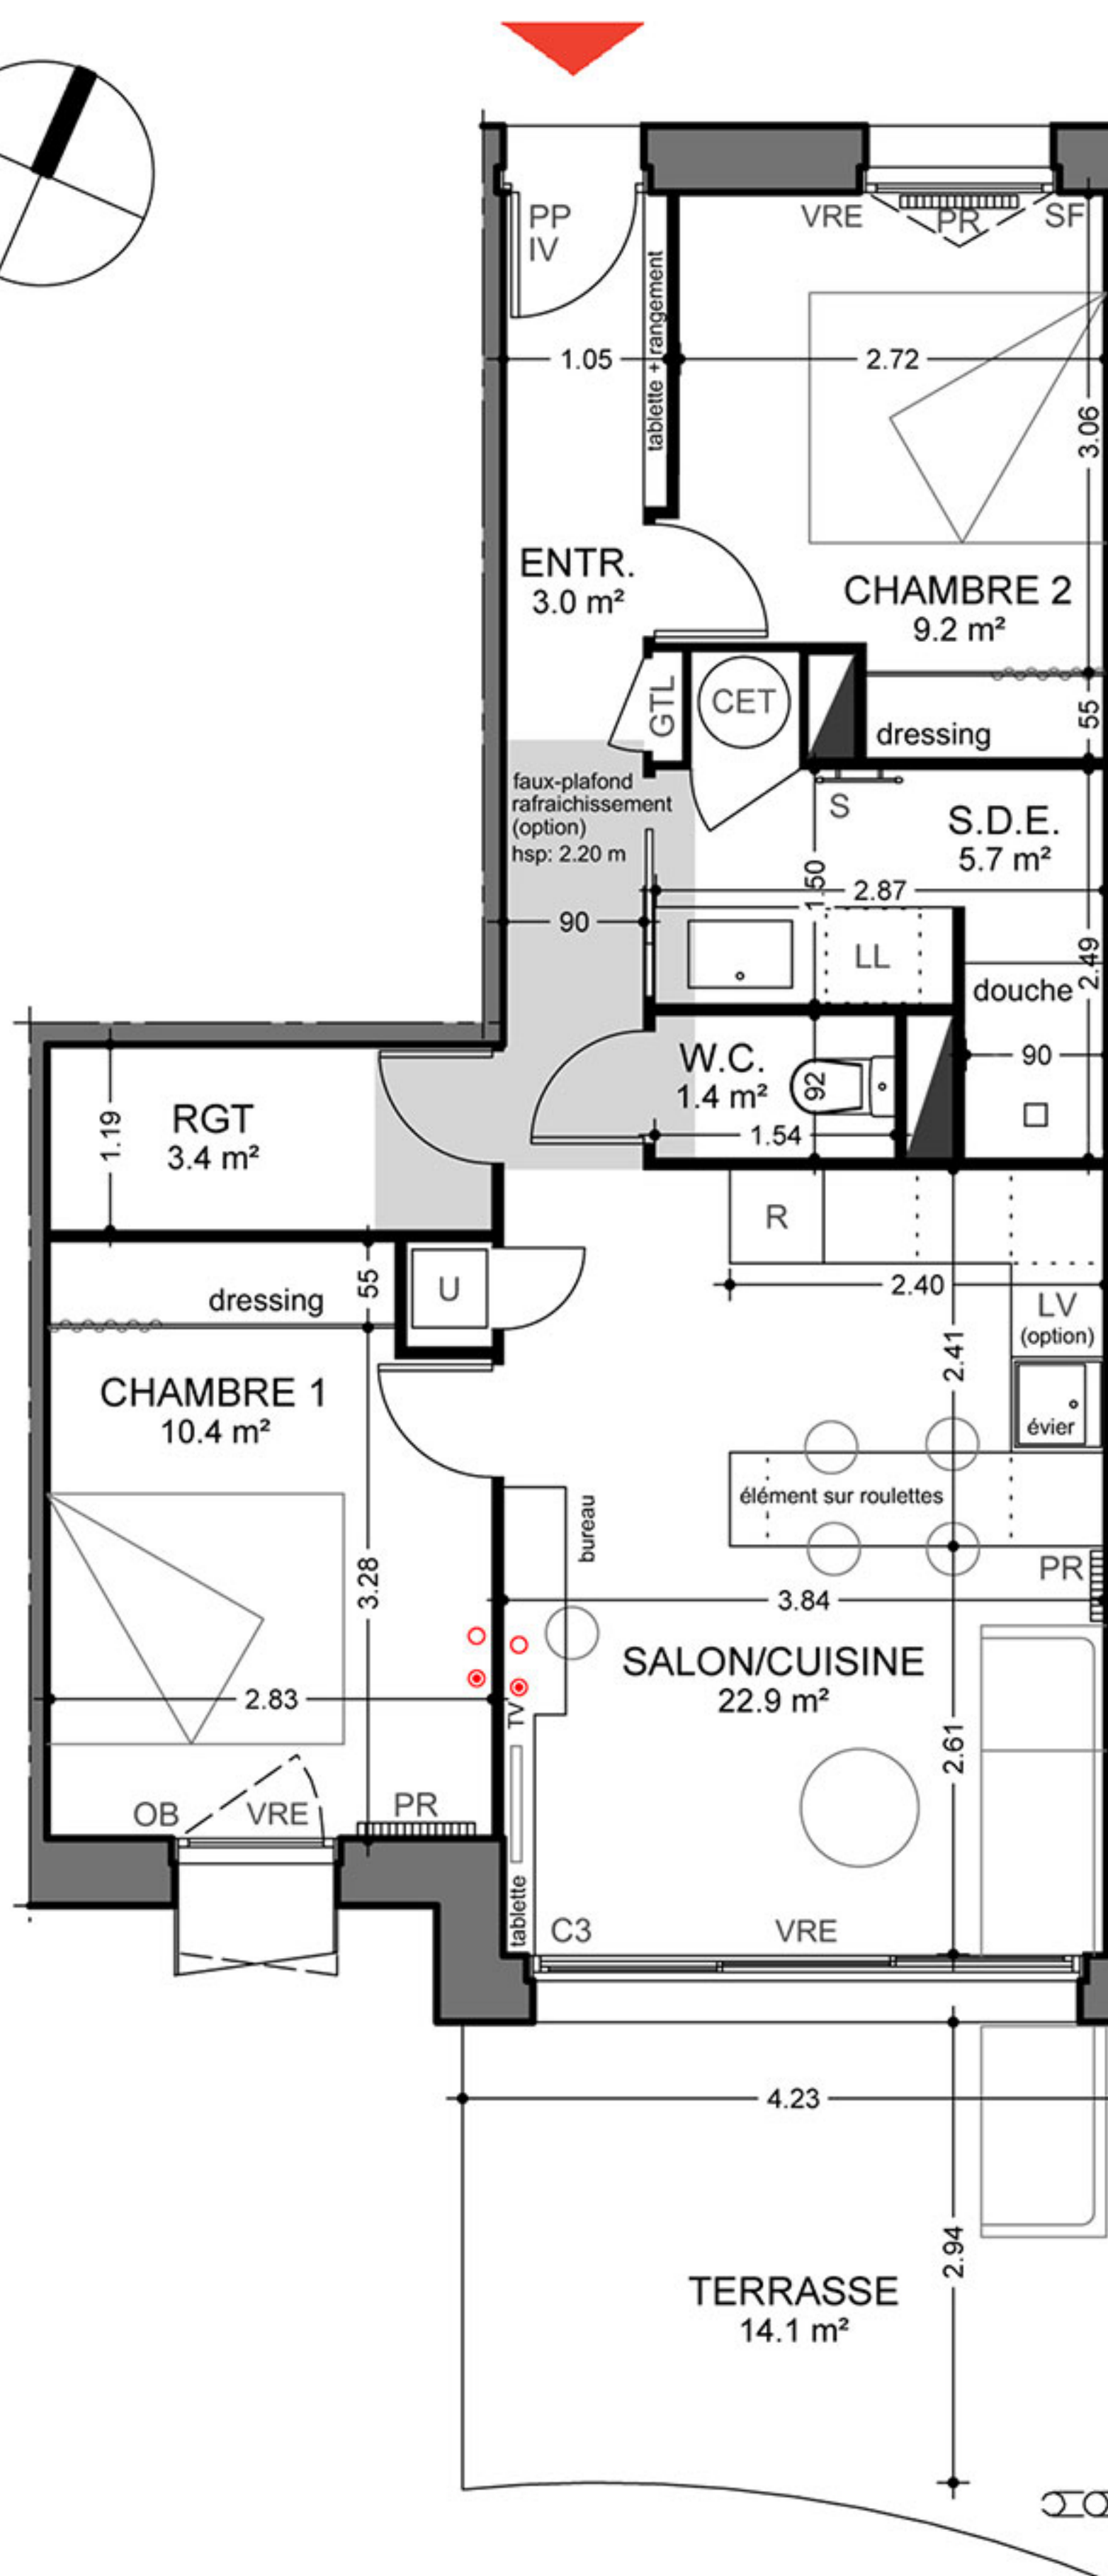 PP
IV
VRE
PR
SF
tablette + rangement
1.05
2.72
3.06
ENTR.
3.0 m²
CHAMBRE 2
9.2 m²
GTL
CET
dressing
55
faux-plafond
rafraichissement
(option)
hsp: 2.20 m
S
S.D.E.
5.7 m²
1.50
2.87
90
LL
2.49
douche
W.C.
1.4 m²
92
90
1.54
RGT
3.4 m²
1.19
R
dressing
55
U
2.40
LV
(option)
2.41
CHAMBRE 1
10.4 m²
évier
élément sur roulettes
bureau
PR
3.28
3.84
SALON/CUISINE
22.9 m²
2.83
TV
2.61
OB
VRE
PR
tablette
C3
VRE
4.23
2.94
TERRASSE
14.1 m²